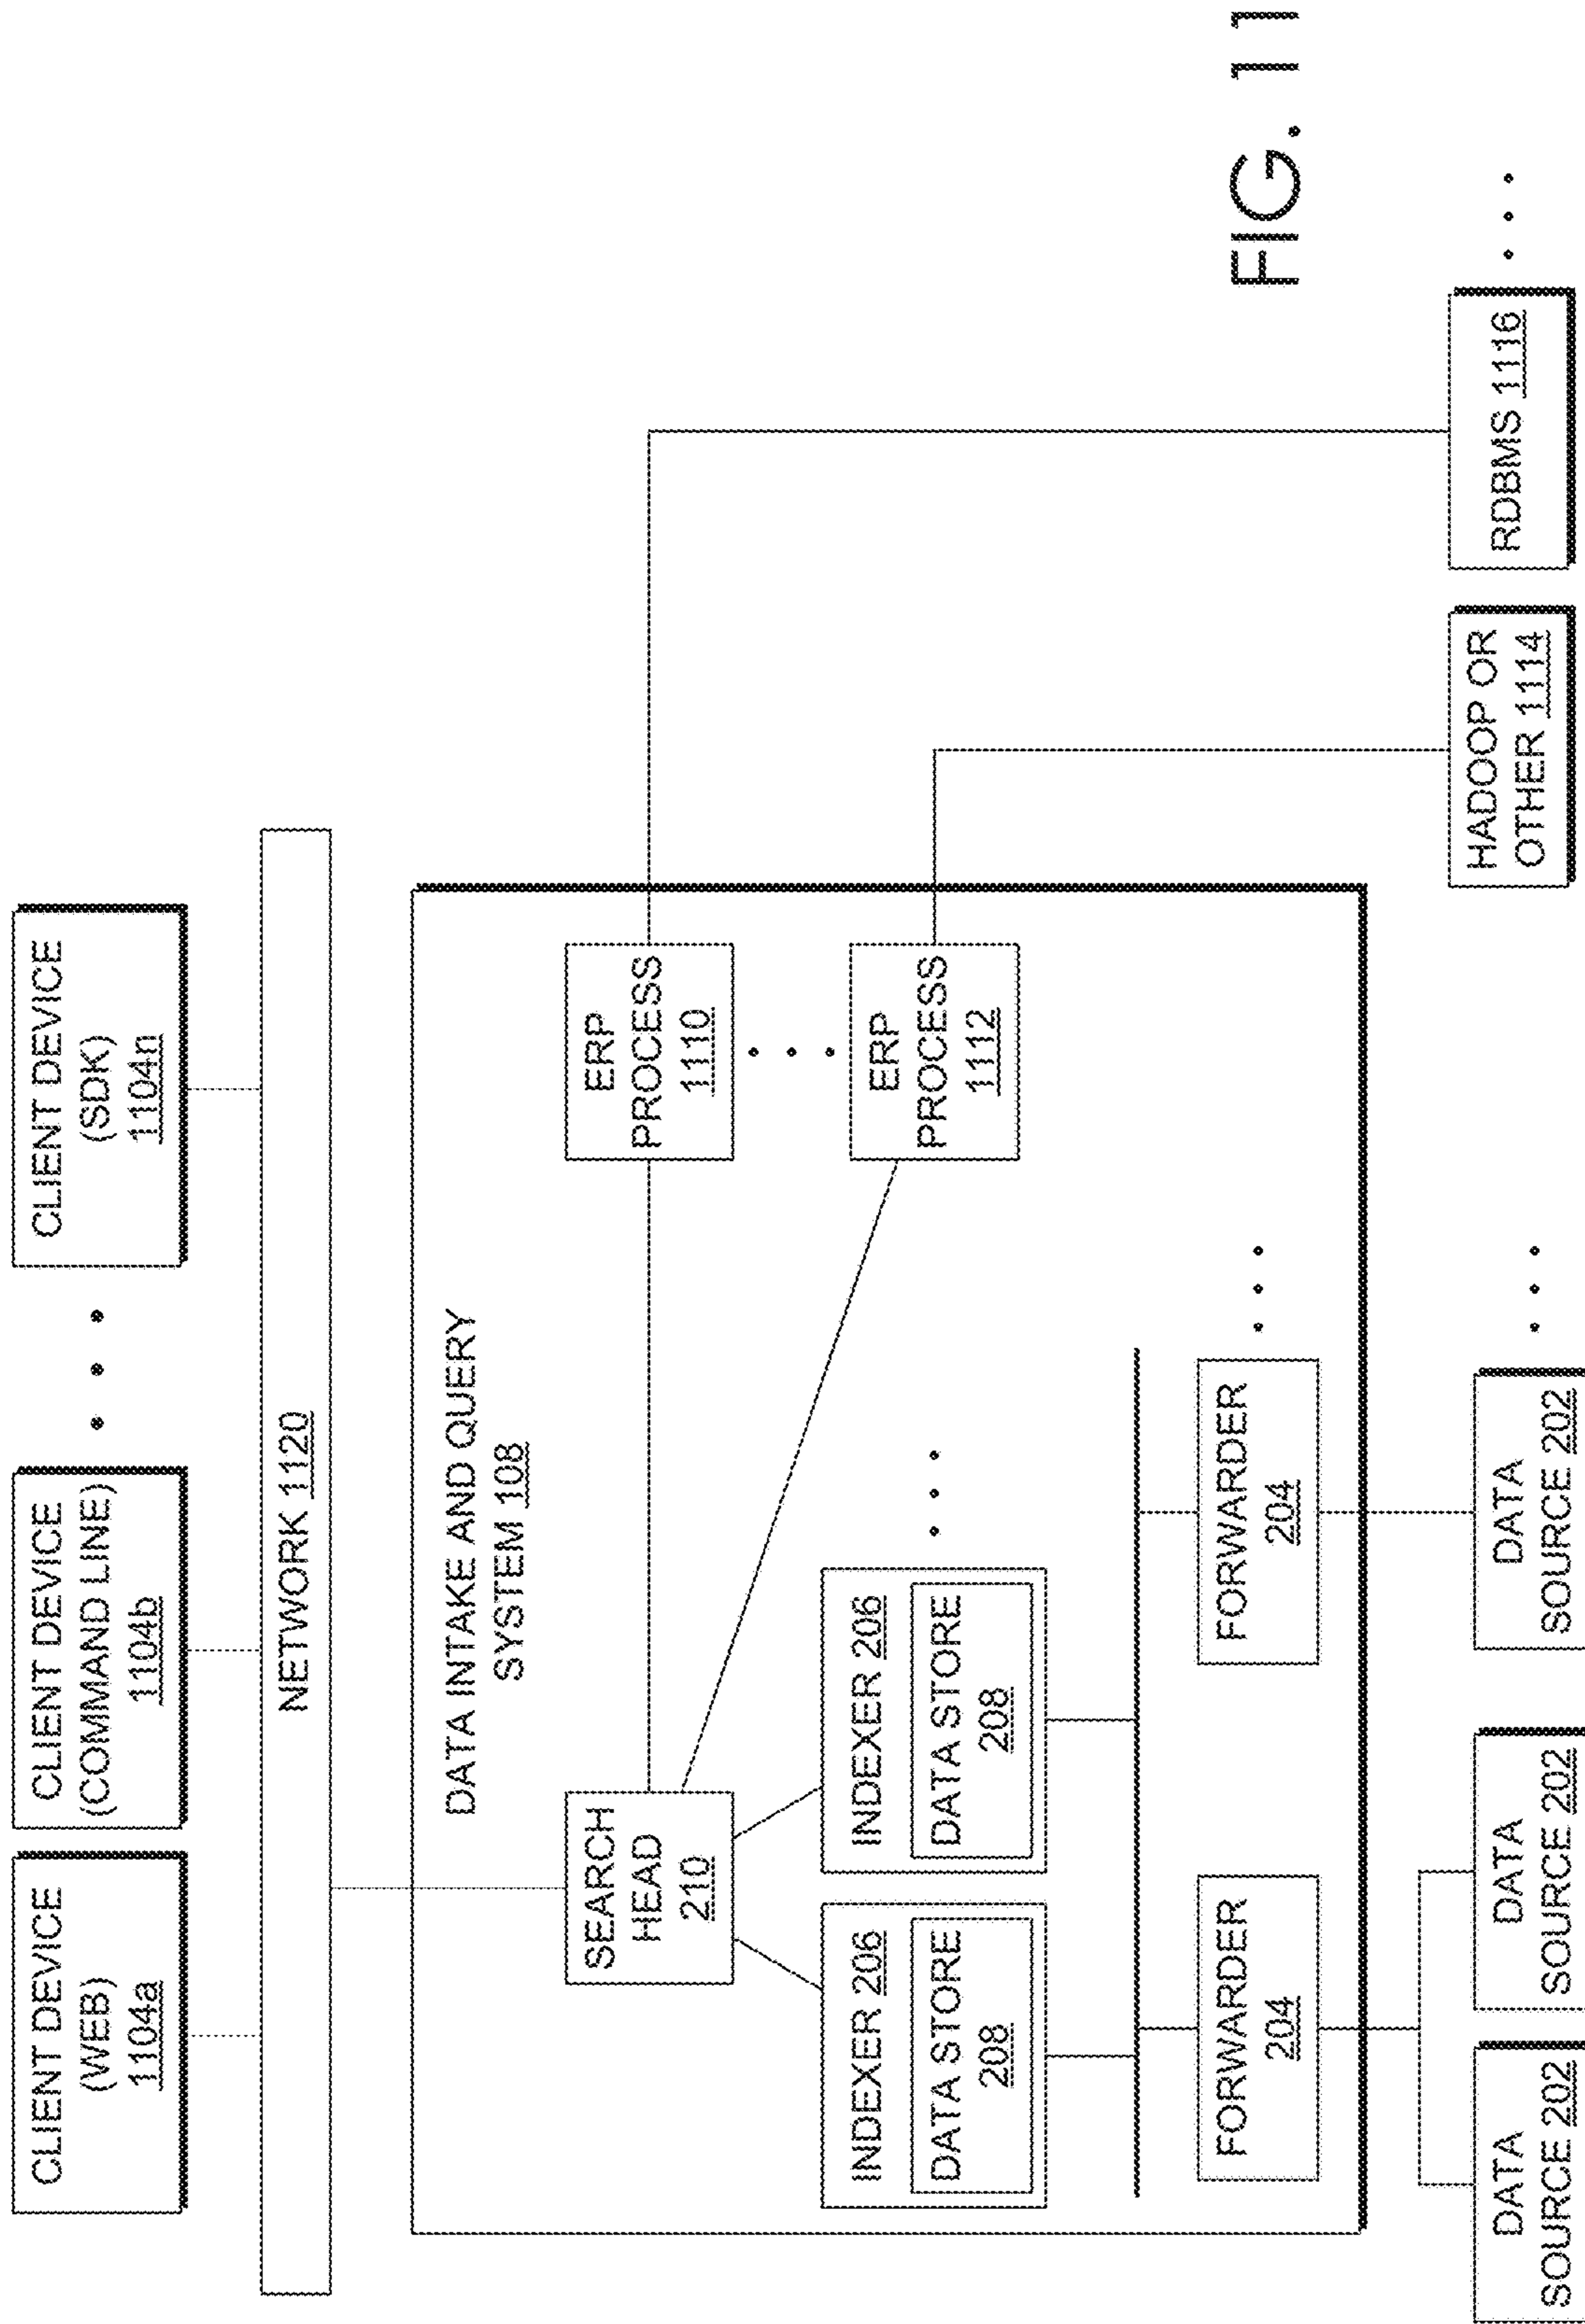 CLIENT DEVICE
(WEB)
1104a
CLIENT DEVICE
(COMMAND LINE)
1104b
CLIENT DEVICE
(SDK)
1104n
NETWORK 1120
DATA INTAKE AND QUERY
SYSTEM 108
SEARCH
HEAD
210
ERP
PROCESS
1110
INDEXER 206
DATA STORE
208
INDEXER 206
DATA STORE
208
ERP
PROCESS
1112
FORWARDER
204
FORWARDER
204
DATA
SOURCE 202
DATA
SOURCE 202
DATA
SOURCE 202
HADOOP OR
OTHER 1114
RDBMS 1116
FIG. 11